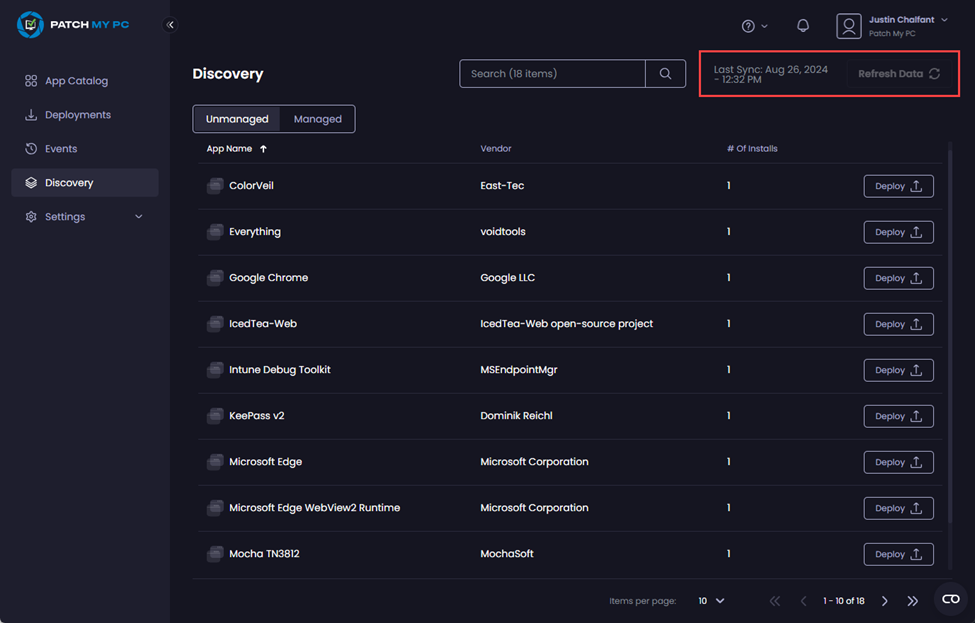 PATCH MY PC
Justin Chalfant
Patch My PC
App Catalog
Deployments
Events
Discovery
Settings
Discovery
Search (18 items)
Last Sync: Aug 26, 2024
- 12:32 PM
Refresh Data
Unmanaged Managed
App Name Vendor # Of Installs
ColorVeil East-Tec 1 Deploy
Everything voidtools 1 Deploy
Google Chrome Google LLC 1 Deploy
IcedTea-Web IcedTea-Web open-source project 1 Deploy
Intune Debug Toolkit MSEndpointMgr 1 Deploy
KeePass v2 Dominik Reichl 1 Deploy
Microsoft Edge Microsoft Corporation 1 Deploy
Microsoft Edge WebView2 Runtime Microsoft Corporation 1 Deploy
Mocha TN3812 MochaSoft 1 Deploy
Items per page: 10 1 - 10 of 18